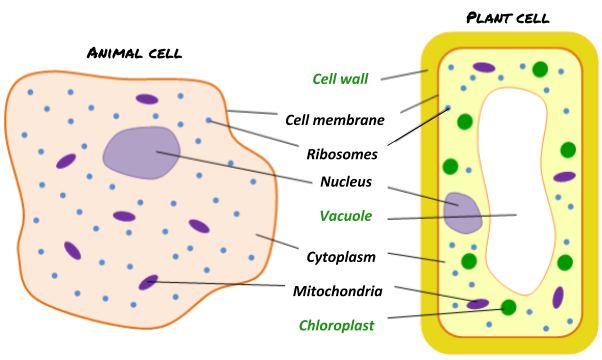 Plant cell
Animal cell
Cell wall
Cell membrane
Ribosomes
Nucleus
Vacuole
Cytoplasm
Mitochondria
Chloroplast